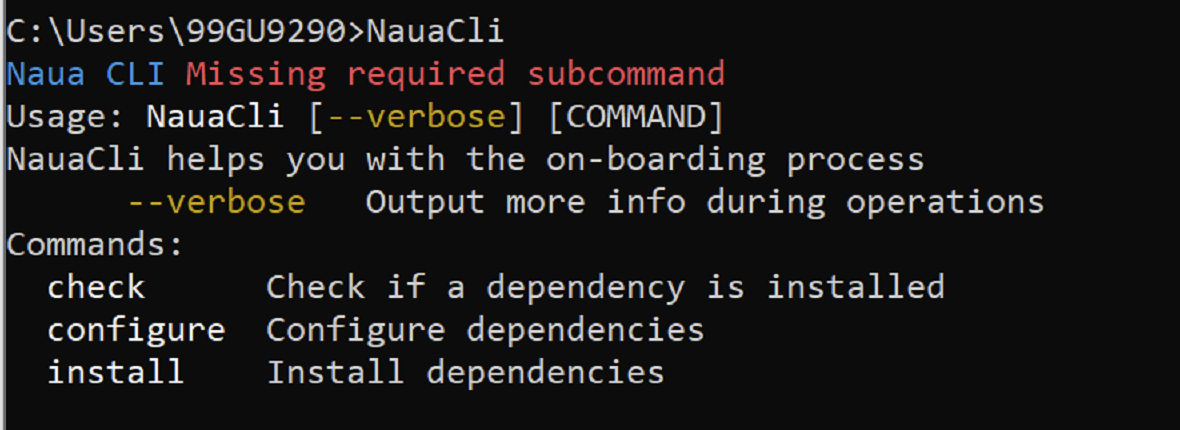 C:\Users\99GU9290>NauaCli
Naua CLI Missing required subcommand
Usage: NauaCli [--verbose] [COMMAND]
NauaCli helps you with the on-boarding process
      --verbose   Output more info during operations
Commands:
  check      Check if a dependency is installed
  configure  Configure dependencies
  install    Install dependencies